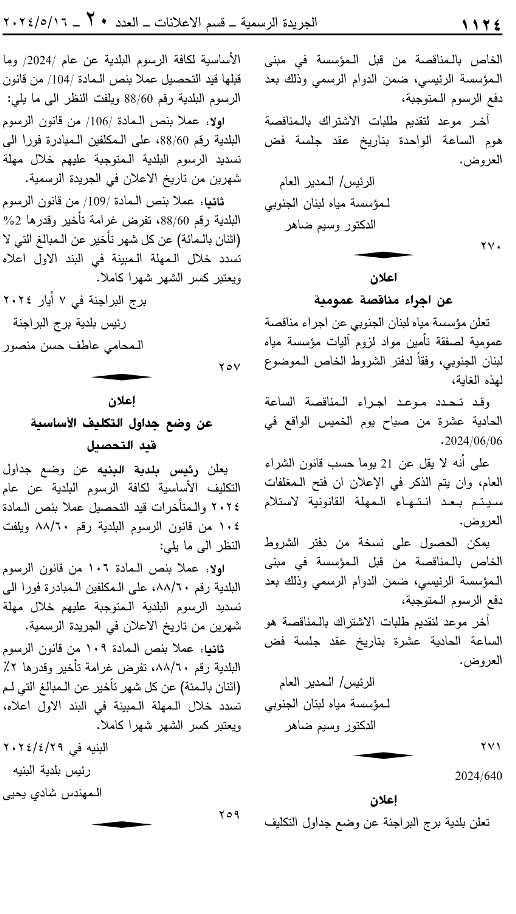 ١١٢٤
الجريدة الرسمية – قسم الاعلانات – العدد ٢٠ – ٢٠٢٤/٥/١٦
الخاص بالمناقصة من قبل المؤسسة في مبنى
المؤسسة الرئيسي، ضمن الدوام الرسمي وذلك بعد
دفع الرسوم المتوجبة،
آخر موعد لتقديم طلبات الاشتراك بالمناقصة
هوم الساعة الواحدة بتاريخ عقد جلسة فض
العروض.
الرئيس/ المدير العام
لمؤسسة مياه لبنان الجنوبي
الدكتور وسيم ضاهر
٢٧٠
اعلان
عن اجراء مناقصة عمومية
تعلن مؤسسة مياه لبنان الجنوبي عن اجراء مناقصة
عمومية لصفقة تأمين مواد لزوم آليات مؤسسة مياه
لبنان الجنوبي، وفقاً لدفتر الشروط الخاص الموضوع
لهذه الغاية،
وقد تحدد موعد اجراء المناقصة الساعة
الحادية عشرة من صباح يوم الخميس الواقع في
2024/06/06.
على أنه لا يقل عن 21 يوما حسب قانون الشراء
العام، وان يتم الذكر في الإعلان ان فتح المغلفات
سيتم بعد انتهاء المهلة القانونية لاستلام
العروض.
يمكن الحصول على نسخة من دفتر الشروط
الخاص بالمناقصة من قبل المؤسسة في مبنى
المؤسسة الرئيسي، ضمن الدوام الرسمي وذلك بعد
دفع الرسوم المتوجبة،
آخر موعد لتقديم طلبات الاشتراك بالمناقصة هو
الساعة الحادية عشرة بتاريخ عقد جلسة فض
العروض.
الرئيس/ المدير العام
لمؤسسة مياه لبنان الجنوبي
الدكتور وسيم ضاهر
٢٧١
2024/640
إعلان
تعلن بلدية برج البراجنة عن وضع جداول التكليف
الأساسية لكافة الرسوم البلدية عن عام /2024/ وما
قبلها قيد التحصيل عملا بنص المادة /104/ من قانون
الرسوم البلدية رقم 88/60 ويلفت النظر الى ما يلي:
اولا: عملا بنص المادة /106/ من قانون الرسوم
البلدية رقم 88/60، على المكلفين المبادرة فورا الى
تسديد الرسوم البلدية المتوجبة عليهم خلال مهلة
شهرين من تاريخ الاعلان في الجريدة الرسمية.
ثانيا: عملا بنص المادة /109/ من قانون الرسوم
البلدية رقم 88/60، تفرض غرامة تأخير وقدرها 2%
(اثنان بالمائة) عن كل شهر تأخير عن المبالغ التي لا
تسدد خلال المهلة المبينة في البند الاول اعلاه
ويعتبر كسر الشهر شهرا كاملا.
برج البراجنة في ٧ أيار ٢٠٢٤
رئيس بلدية برج البراجنة
المحامي عاطف حسن منصور
٢٥٧
إعلان
عن وضع جداول التكليف الأساسية
قيد التحصيل
يعلن رئيس بلدية البنيه عن وضع جداول
التكليف الأساسية لكافة الرسوم البلدية عن عام
٢٠٢٤ والمتأخرات قيد التحصيل عملا بنص المادة
١٠٤ من قانون الرسوم البلدية رقم ٨٨/٦٠ ويلفت
النظر الى ما يلي:
اولا: عملا بنص المادة ١٠٦ من قانون الرسوم
البلدية رقم ٨٨/٦٠، على المكلفين المبادرة فورا الى
تسديد الرسوم البلدية المتوجبة عليهم خلال مهلة
شهرين من تاريخ الاعلان في الجريدة الرسمية.
ثانيا: عملا بنص المادة ١٠٩ من قانون الرسوم
البلدية رقم ٨٨/٦٠، تفرض غرامة تأخير وقدرها ٢٪
(اثنان بالمئة) عن كل شهر تأخير عن المبالغ التي لم
تسدد خلال المهلة المبينة في البند الاول اعلاه،
ويعتبر كسر الشهر شهرا كاملا.
البنيه في ٢٠٢٤/٤/٢٩
رئيس بلدية البنيه
المهندس شادي يحيى
٢٥٩